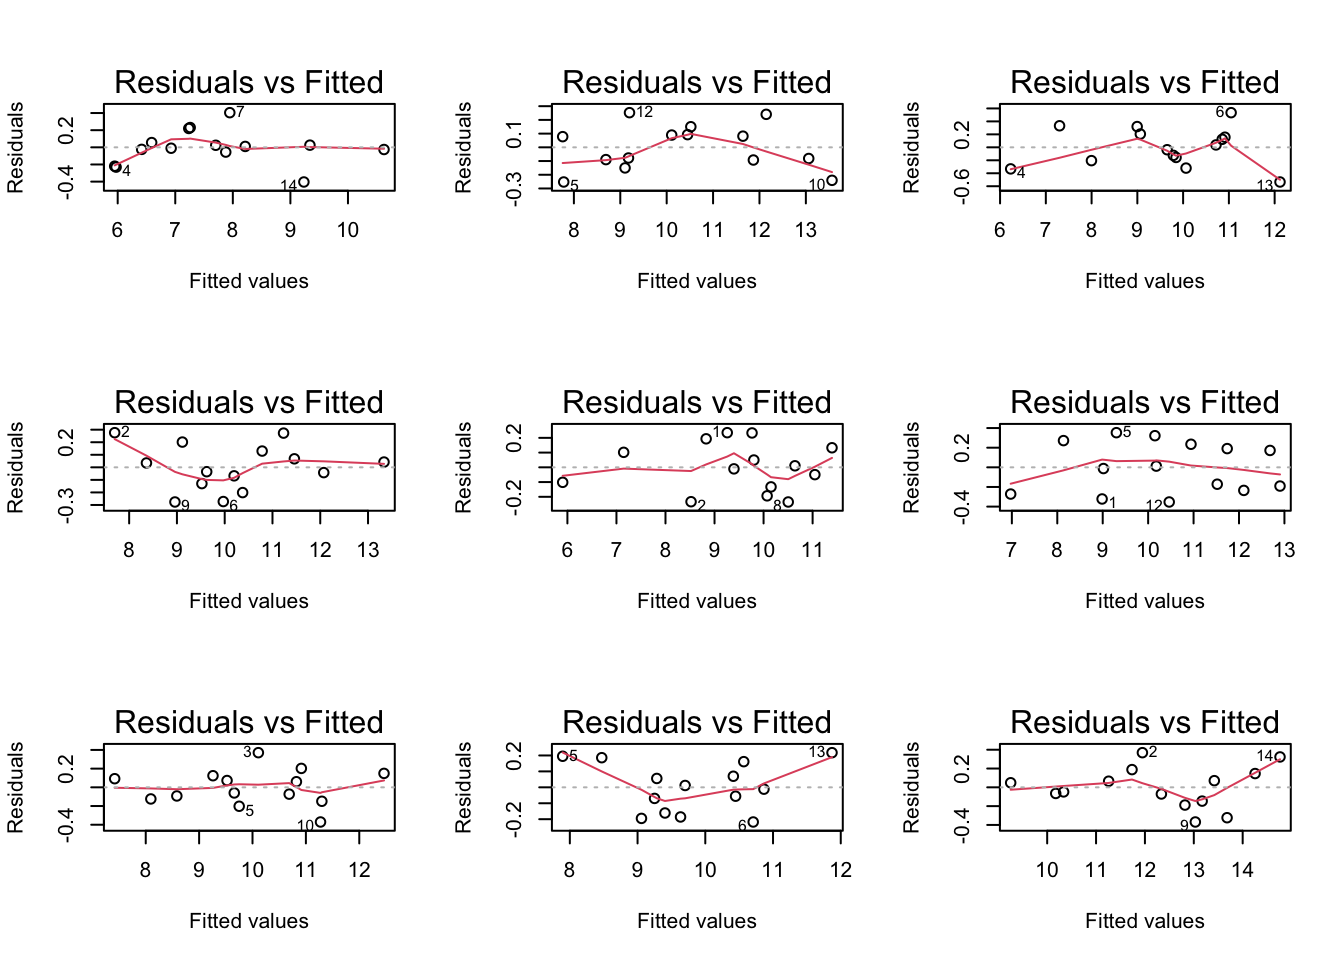 Residuals vs Fitted
Residuals
0.2
-0.4
7
4
14
6 7 8 9 10
Fitted values
Residuals vs Fitted
Residuals
0.1
-0.3
12
5
10
8 9 10 11 12 13
Fitted values
Residuals vs Fitted
Residuals
0.2
-0.6
6
4
13
6 7 8 9 10 11 12
Fitted values
Residuals vs Fitted
Residuals
0.2
-0.3
2
9
6
8 9 10 11 12 13
Fitted values
Residuals vs Fitted
Residuals
0.2
-0.2
1
2
8
6 7 8 9 10 11
Fitted values
Residuals vs Fitted
Residuals
0.2
-0.4
5
1
12
7 8 9 10 11 12 13
Fitted values
Residuals vs Fitted
Residuals
0.2
-0.4
3
5
10
8 9 10 11 12
Fitted values
Residuals vs Fitted
Residuals
0.2
-0.2
5
13
6
8 9 10 11 12
Fitted values
Residuals vs Fitted
Residuals
0.2
-0.4
2
14
9
10 11 12 13 14
Fitted values